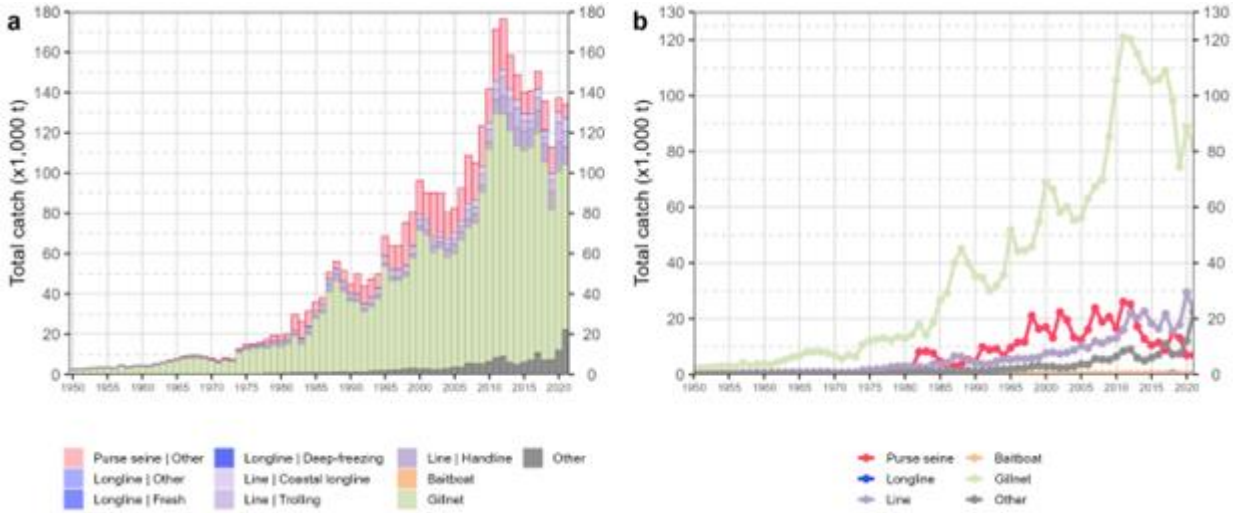 a
b
Total catch (x1,000 t)
180
160
140
120
100
80
60
40
20
0
180
160
140
120
100
80
60
40
20
0
1950 1955 1960 1965 1970 1975 1980 1985 1990 1995 2000 2005 2010 2015 2020
Total catch (x1,000 t)
130
120
100
80
60
40
20
0
130
120
100
80
60
40
20
0
1950 1955 1960 1965 1970 1975 1980 1985 1990 1995 2000 2005 2010 2015 2020
Purse seine | Other
Longline | Other
Longline | Fresh
Longline | Deep-freezing
Line | Coastal longline
Line | Trolling
Line | Handline
Baitboat
Gillnet
Other
Purse seine
Longline
Line
Baitboat
Gillnet
Other